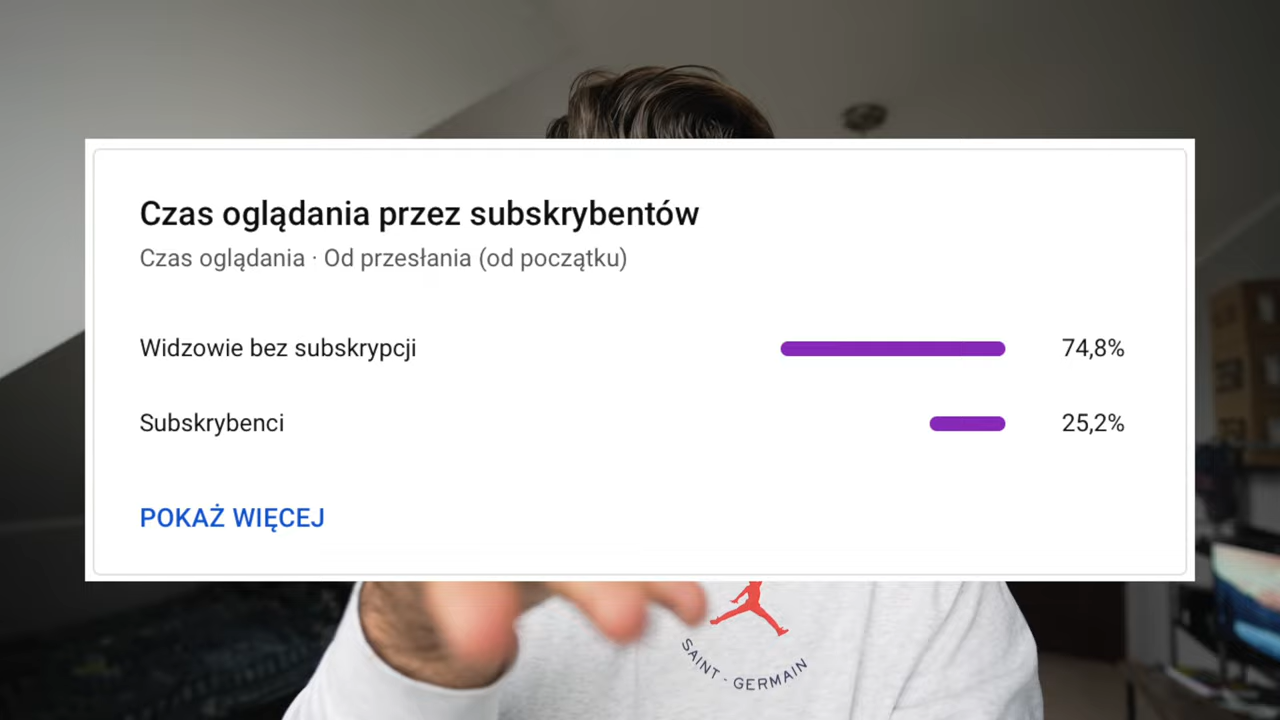 Czas oglądania przez subskrybentów
Czas oglądania · Od przesłania (od początku)
Widzowie bez subskrypcji 74,8%
Subskrybenci 25,2%
POKAŻ WIĘCEJ
SAINT - GERMAIN